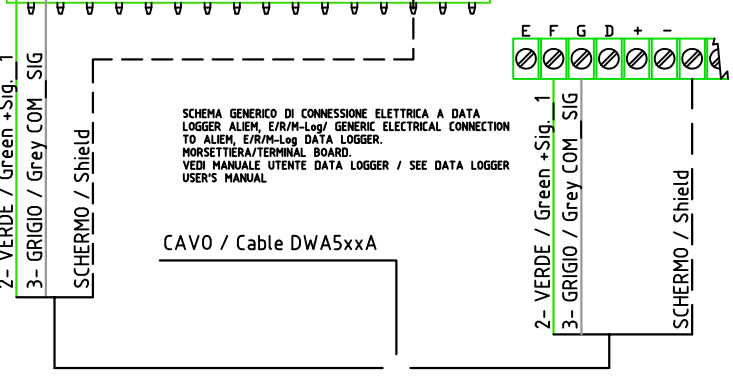 E F G D + -
2- VERDE / Green +Sig. 1
3- GRIGIO / Grey COM SIG
SCHERMO / Shield
SCHEMA GENERICO DI CONNESSIONE ELETTRICA A DATA
LOGGER ALIEM, E/R/M-Log/ GENERIC ELECTRICAL CONNECTION
TO ALIEM, E/R/M-Log DATA LOGGER.
MORSETTIERA/TERMINAL BOARD.
VEDI MANUALE UTENTE DATA LOGGER / SEE DATA LOGGER
USER'S MANUAL
CAVO / Cable DWA5xxA
2- VERDE / Green +Sig. 1
3- GRIGIO / Grey COM SIG
SCHERMO / Shield